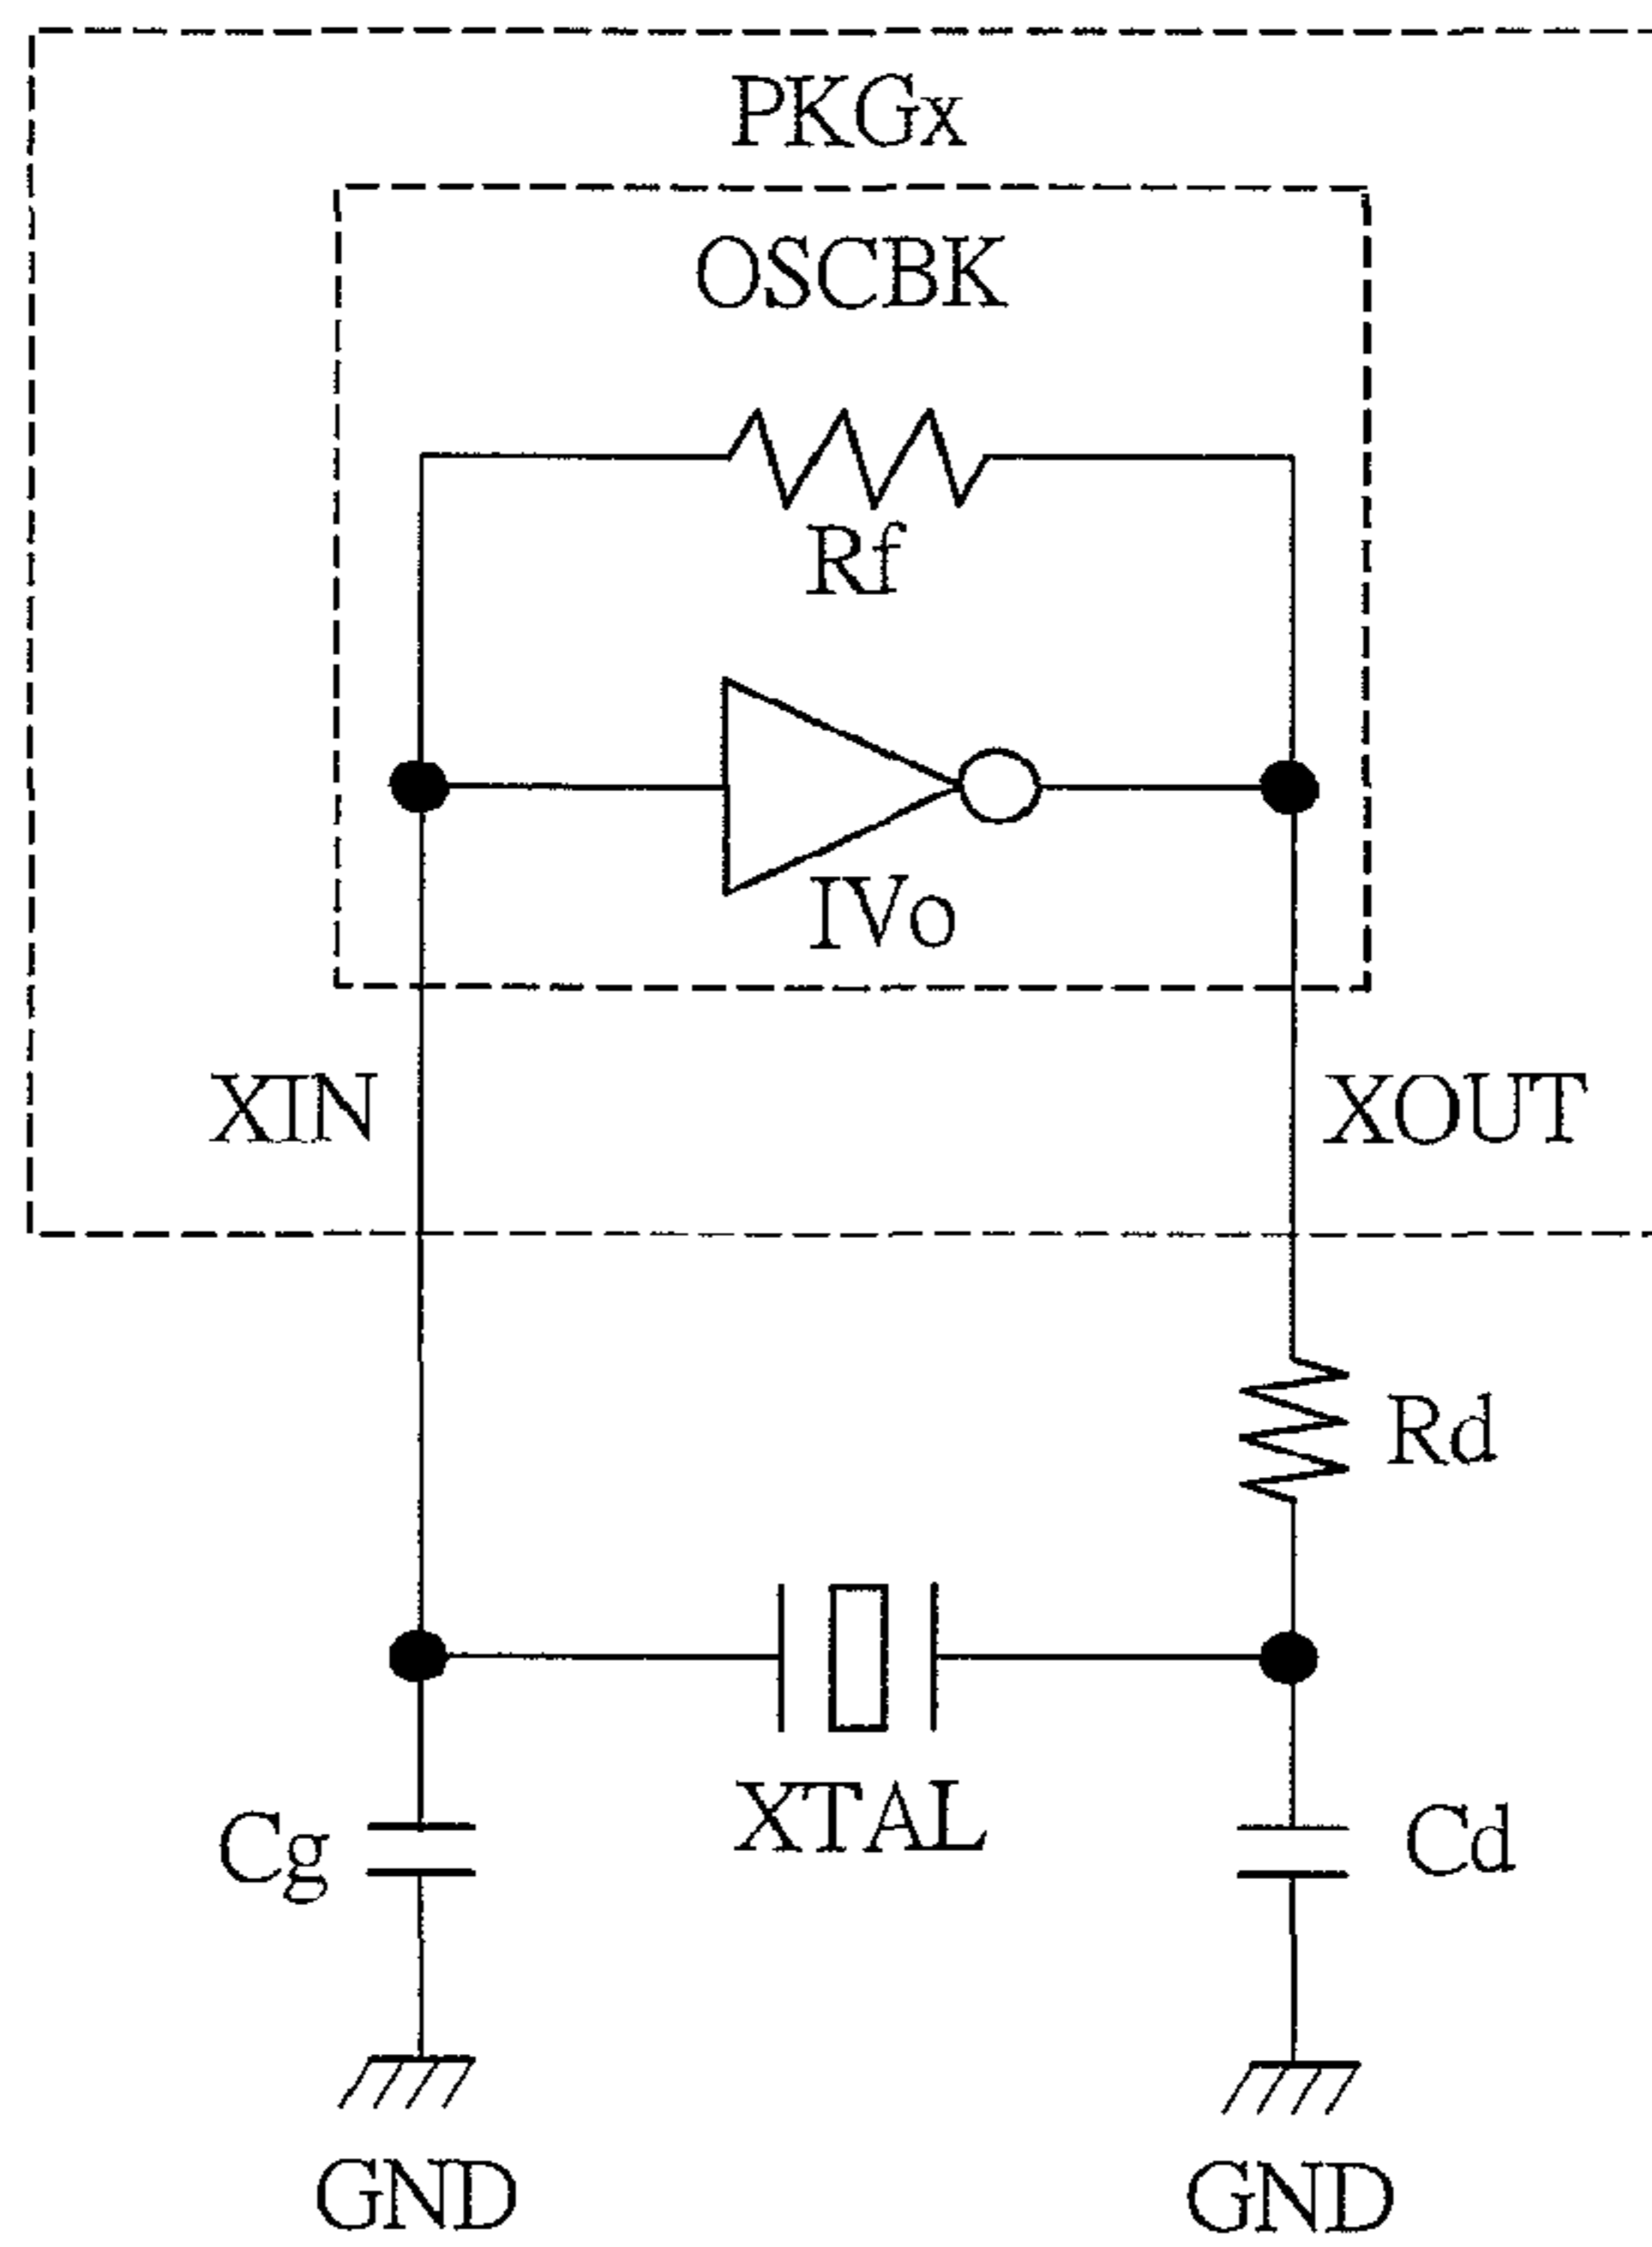 PKGx
OSCBK
Rf
IVo
XIN
XOUT
Rd
XTAL
Cg
Cd
GND
GND